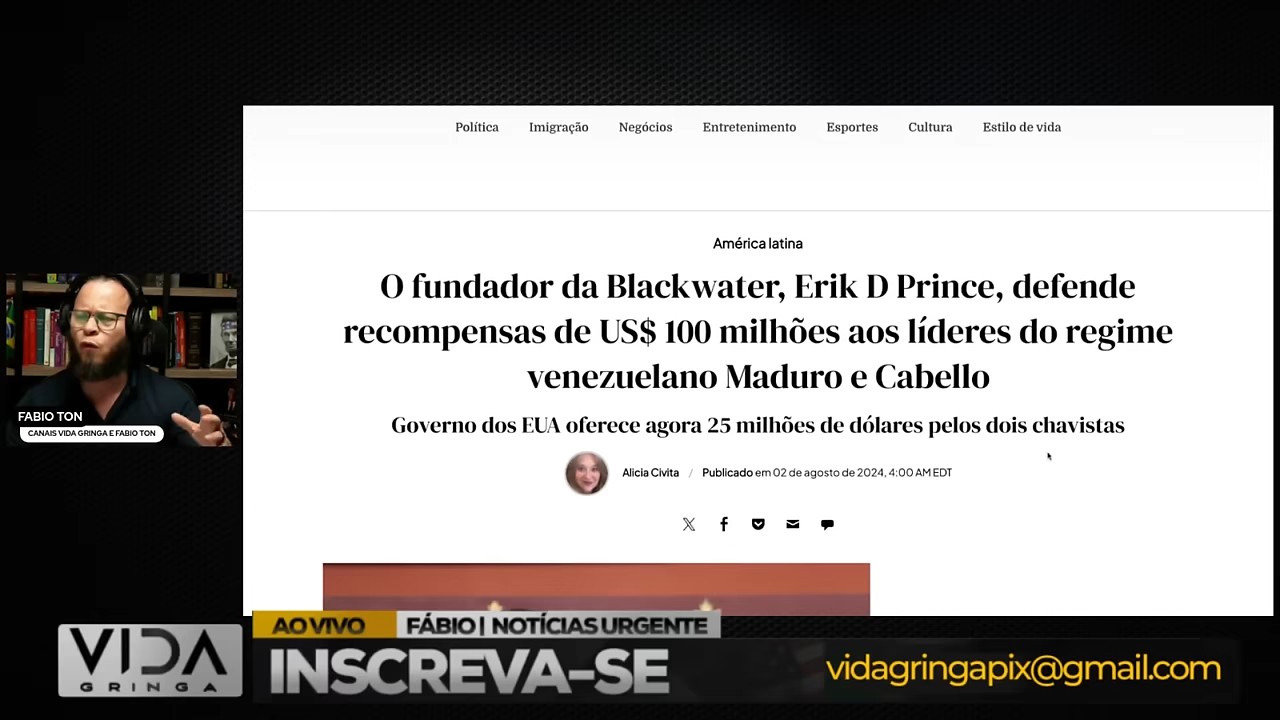 Política Imigração Negócios Entretenimento Esportes Cultura Estilo de vida
América latina
O fundador da Blackwater, Erik D Prince, defende
recompensas de US$ 100 milhões aos líderes do regime
venezuelano Maduro e Cabello
Governo dos EUA oferece agora 25 milhões de dólares pelos dois chavistas
Alicia Civita / Publicado em 02 de agosto de 2024, 4:00 AM EDT
FABIO TON
CANAIS VIDA GRINGA E FABIO TON
AO VIVO FÁBIO | NOTÍCIAS URGENTE
VIDA
GRINGA
INSCREVA-SE
vidagringapix@gmail.com